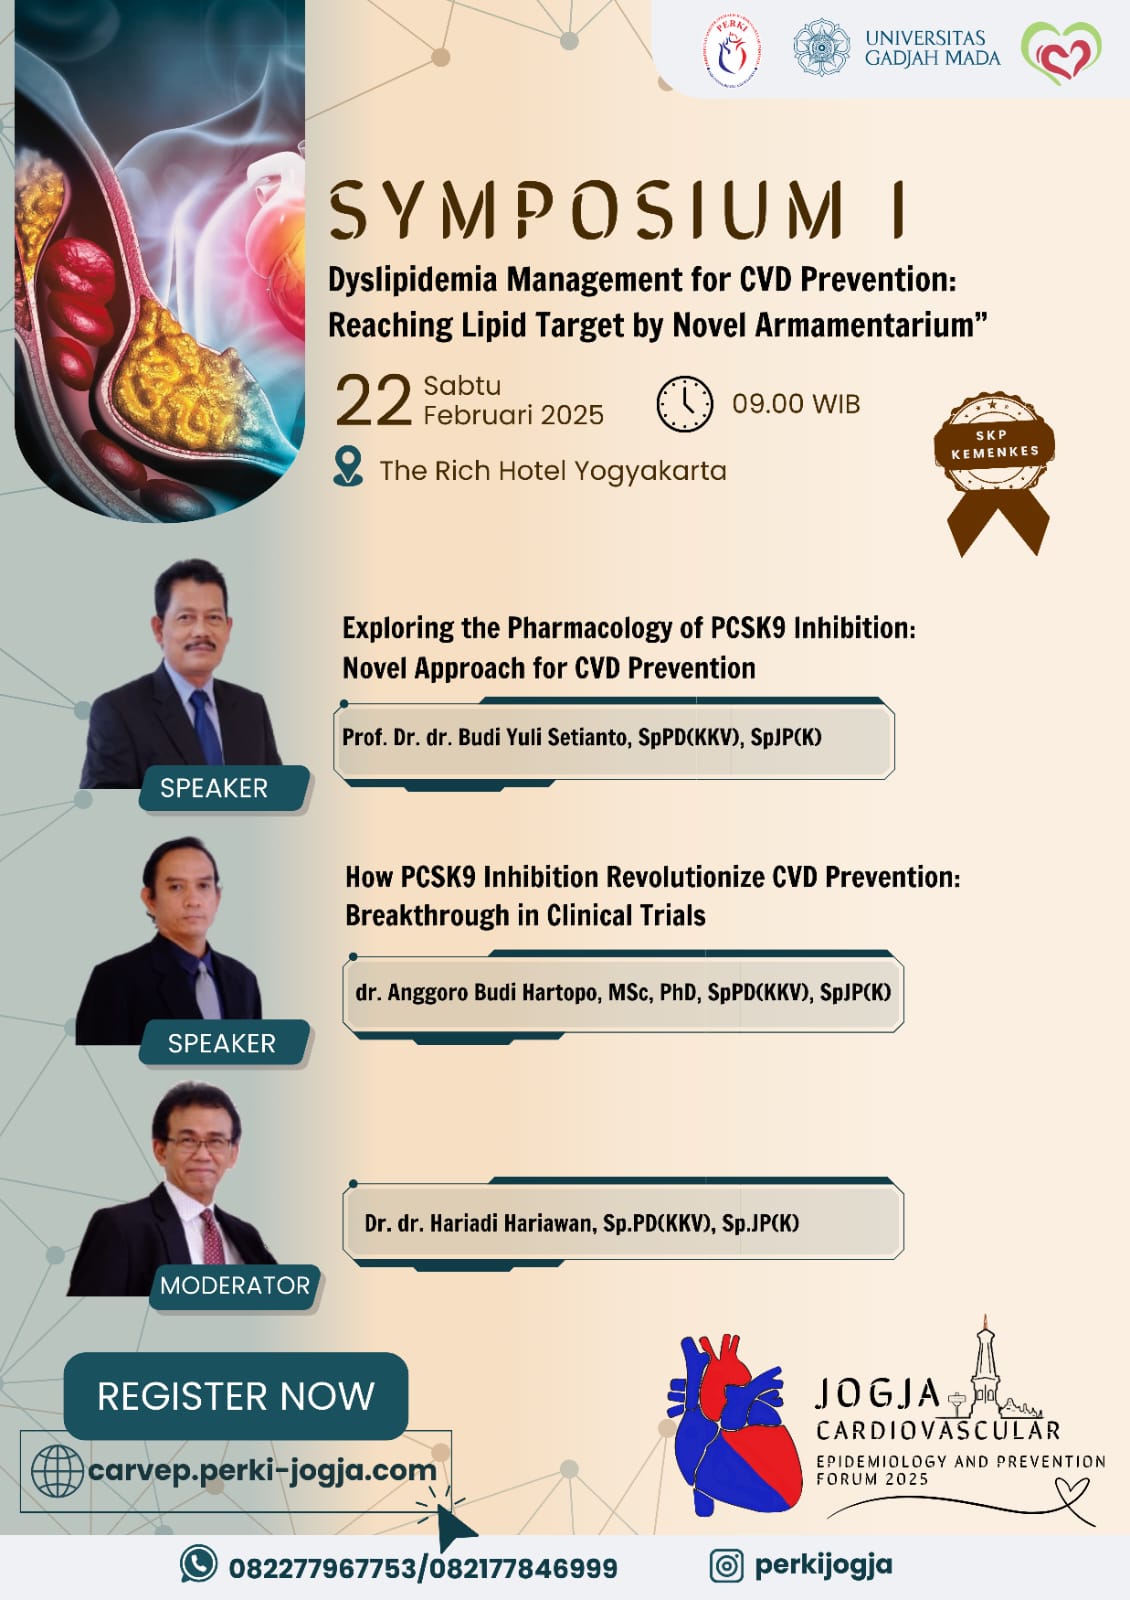 PERKI
UNIVERSITAS
GADJAH MADA
SYMPOSIUM I
Dyslipidemia Management for CVD Prevention:
Reaching Lipid Target by Novel Armamentarium”
22 Sabtu
Februari 2025
09.00 WIB
The Rich Hotel Yogyakarta
SKP
KEMENKES
Exploring the Pharmacology of PCSK9 Inhibition:
Novel Approach for CVD Prevention
Prof. Dr. dr. Budi Yuli Setianto, SpPD(KKV), SpJP(K)
SPEAKER
How PCSK9 Inhibition Revolutionize CVD Prevention:
Breakthrough in Clinical Trials
dr. Anggoro Budi Hartopo, MSc, PhD, SpPD(KKV), SpJP(K)
SPEAKER
Dr. dr. Hariadi Hariawan, Sp.PD(KKV), Sp.JP(K)
MODERATOR
REGISTER NOW
carvep.perki-jogja.com
JOGJA
CARDIOVASCULAR
EPIDEMIOLOGY AND PREVENTION
FORUM 2025
082277967753/082177846999
perkijogja